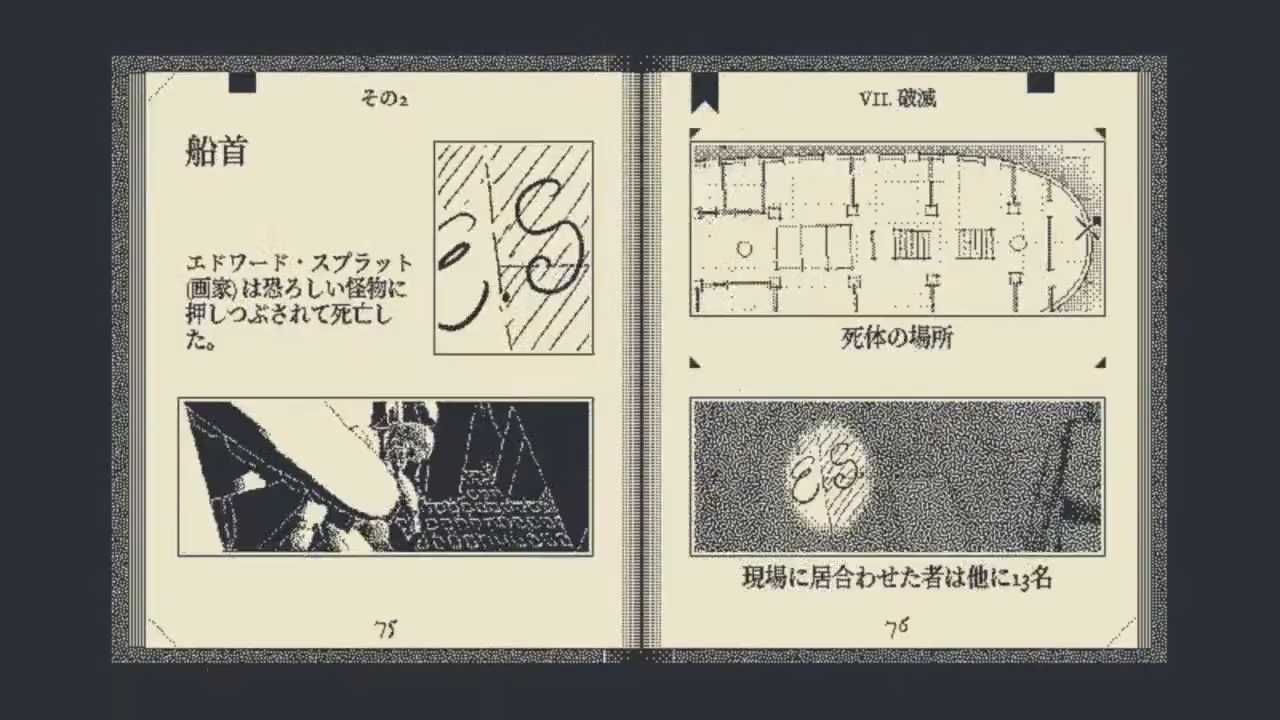 その2
船首
エドワード・スプラット
(画家)は恐ろしい怪物に
押しつぶされて死亡し
た。
E.S.
75
VII. 破滅
死体の場所
E.S.
現場に居合わせた者は他に13名
76